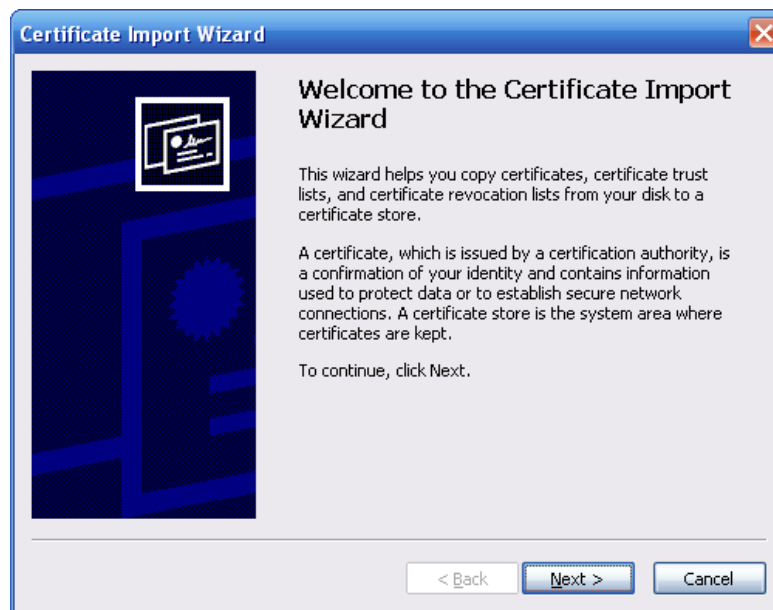 Certificate Import Wizard
Welcome to the Certificate Import
Wizard
This wizard helps you copy certificates, certificate trust
lists, and certificate revocation lists from your disk to a
certificate store.
A certificate, which is issued by a certification authority, is
a confirmation of your identity and contains information
used to protect data or to establish secure network
connections. A certificate store is the system area where
certificates are kept.
To continue, click Next.
< Back
Next >
Cancel